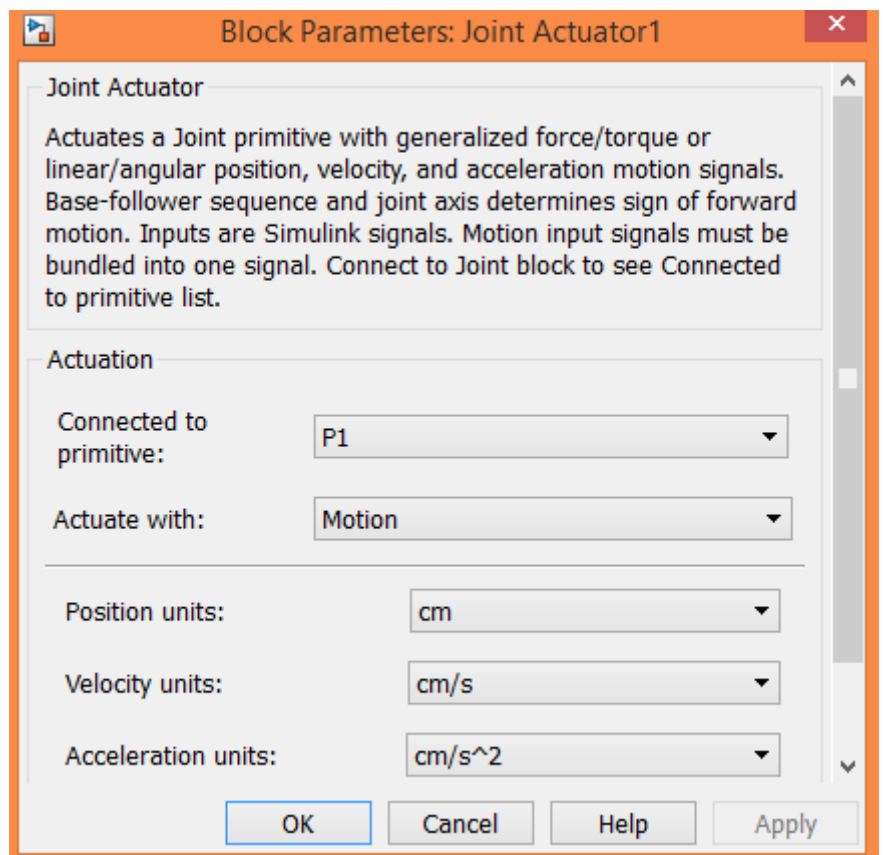 Block Parameters: Joint Actuator1
Joint Actuator
Actuates a Joint primitive with generalized force/torque or
linear/angular position, velocity, and acceleration motion signals.
Base-follower sequence and joint axis determines sign of forward
motion. Inputs are Simulink signals. Motion input signals must be
bundled into one signal. Connect to Joint block to see Connected
to primitive list.
Actuation
Connected to
primitive:
P1
Actuate with:
Motion
Position units:
cm
Velocity units:
cm/s
Acceleration units:
cm/s^2
OK
Cancel
Help
Apply